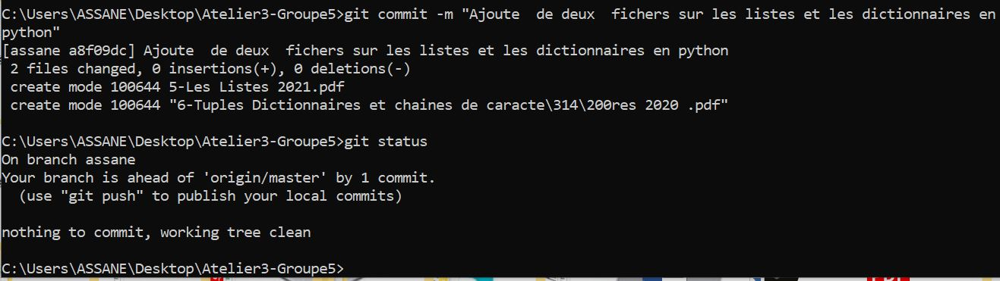 C:\Users\ASSANE\Desktop\Atelier3-Groupe5>git commit -m "Ajoute  de deux  fichers sur les listes et les dictionnaires en
python"
[assane a8f09dc] Ajoute  de deux  fichers sur les listes et les dictionnaires en python
 2 files changed, 0 insertions(+), 0 deletions(-)
 create mode 100644 5-Les Listes 2021.pdf
 create mode 100644 "6-Tuples Dictionnaires et chaines de caracte\314\200res 2020 .pdf"
C:\Users\ASSANE\Desktop\Atelier3-Groupe5>git status
On branch assane
Your branch is ahead of 'origin/master' by 1 commit.
  (use "git push" to publish your local commits)
nothing to commit, working tree clean
C:\Users\ASSANE\Desktop\Atelier3-Groupe5>